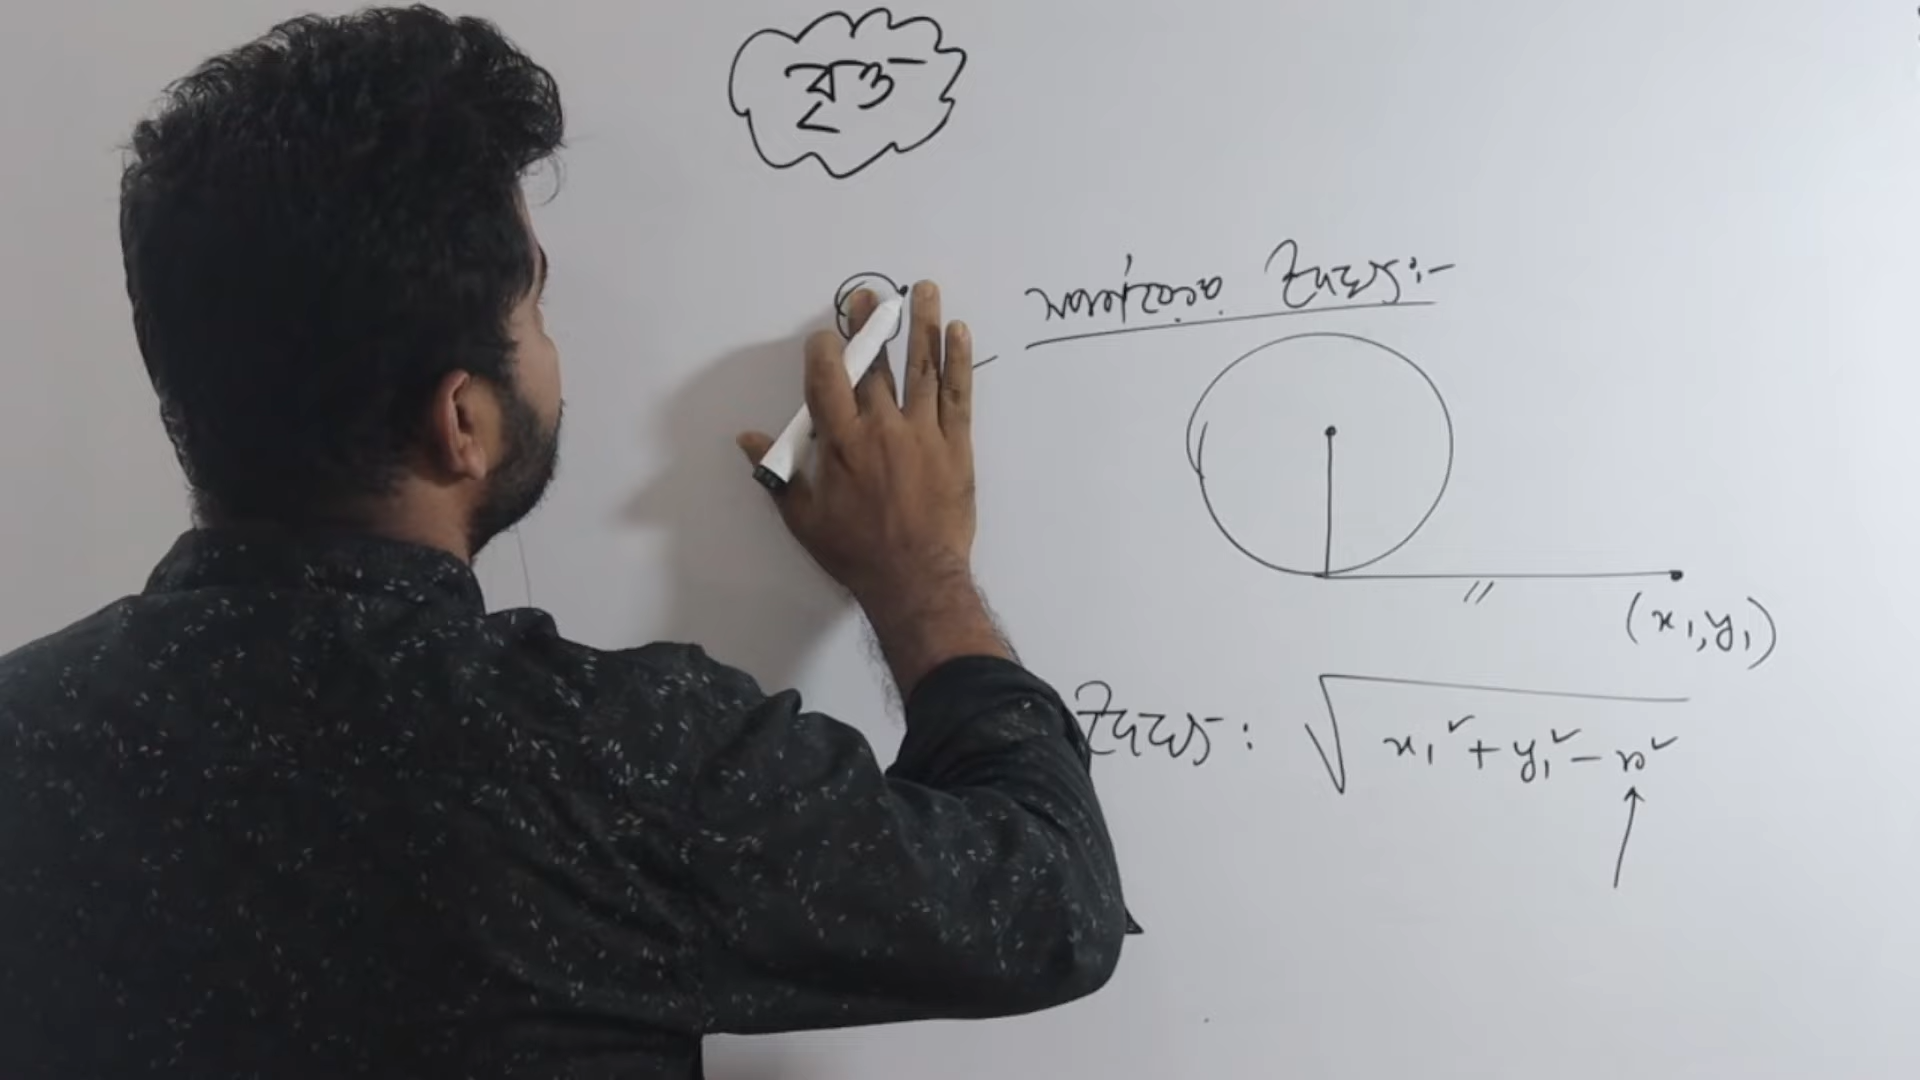 বৃত্ত
স্পর্শকের দৈর্ঘ্য:-
(x₁, y₁)
দৈর্ঘ্য : √x₁² + y₁² - r²